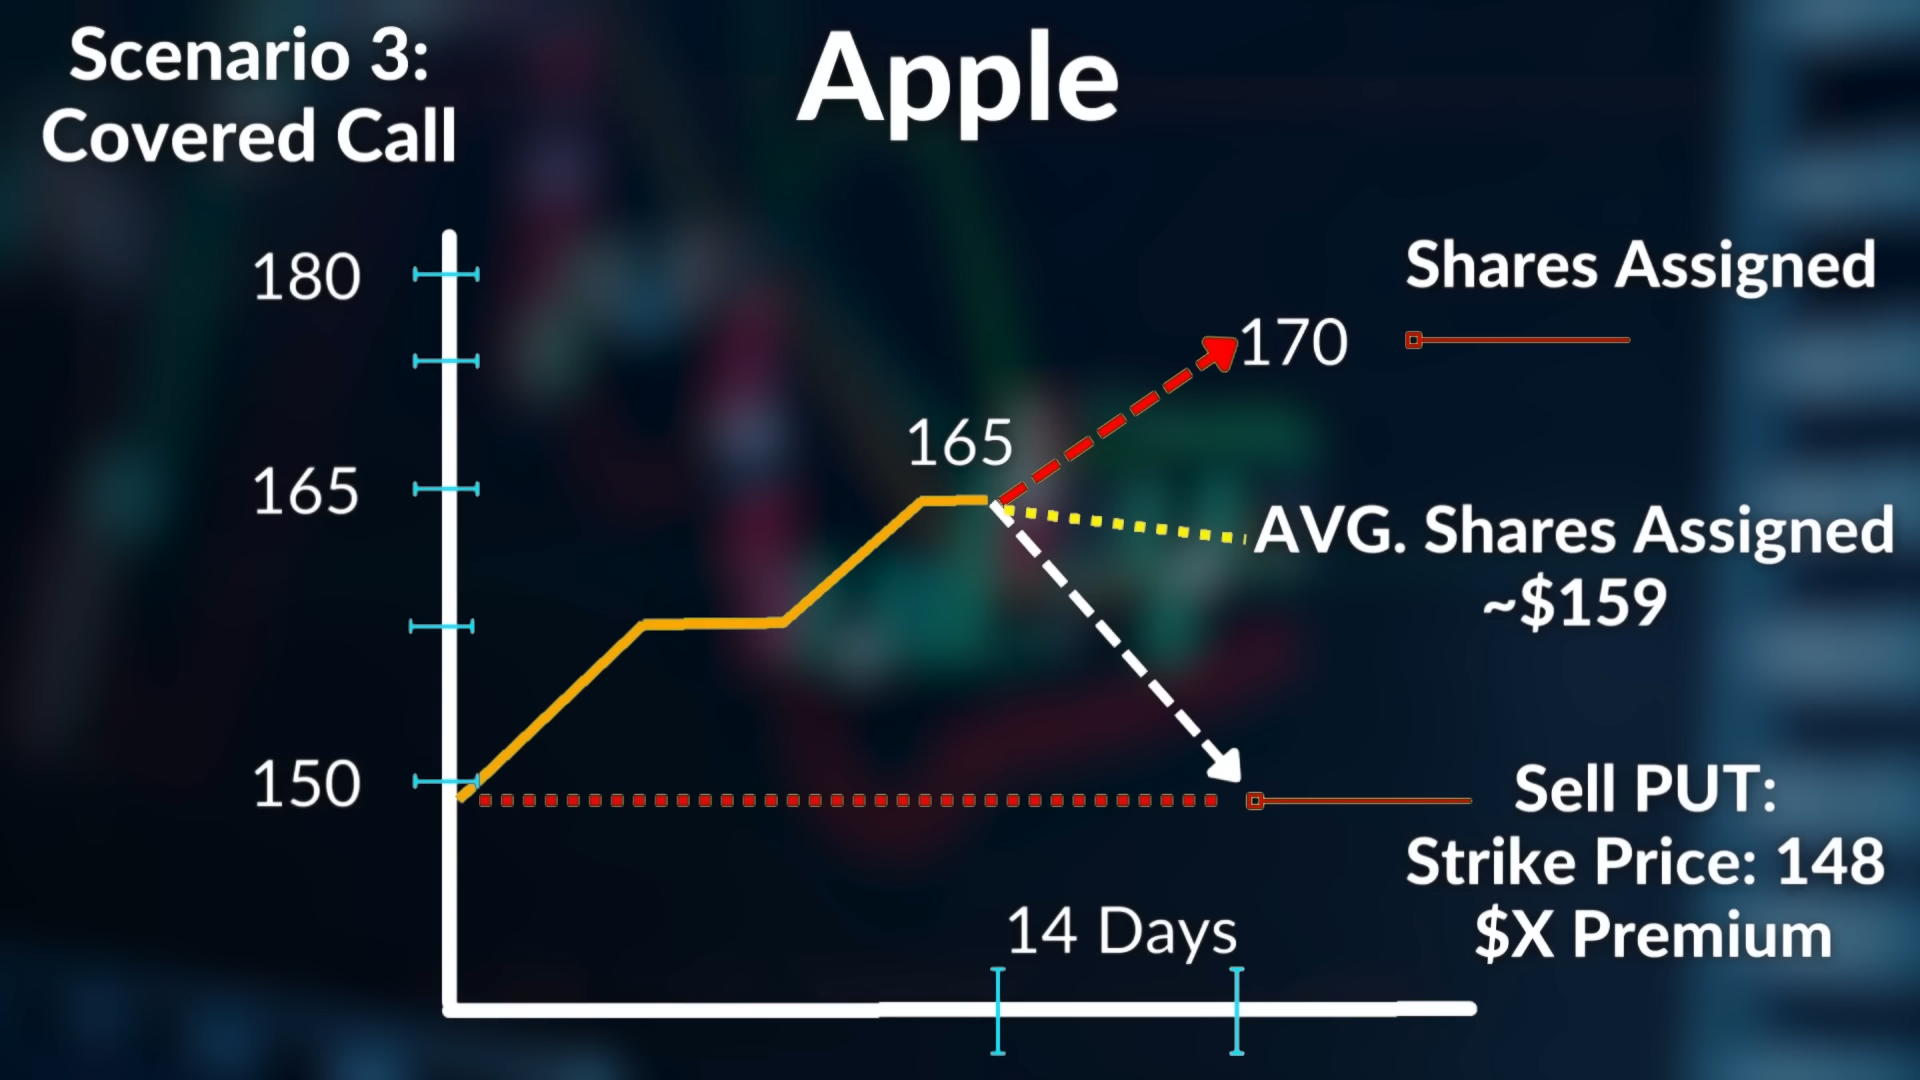 Scenario 3:
Covered Call
Apple
180
165
150
165
170
Shares Assigned
AVG. Shares Assigned
~$159
Sell PUT:
Strike Price: 148
$X Premium
14 Days